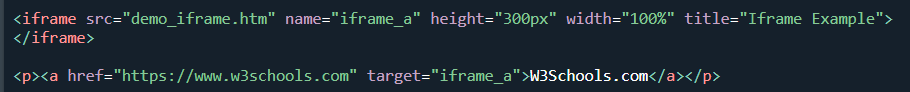 <iframe src="demo_iframe.htm" name="iframe_a" height="300px" width="100%" title="Iframe Example">
</iframe>
<p><a href="https://www.w3schools.com" target="iframe_a">W3Schools.com</a></p>